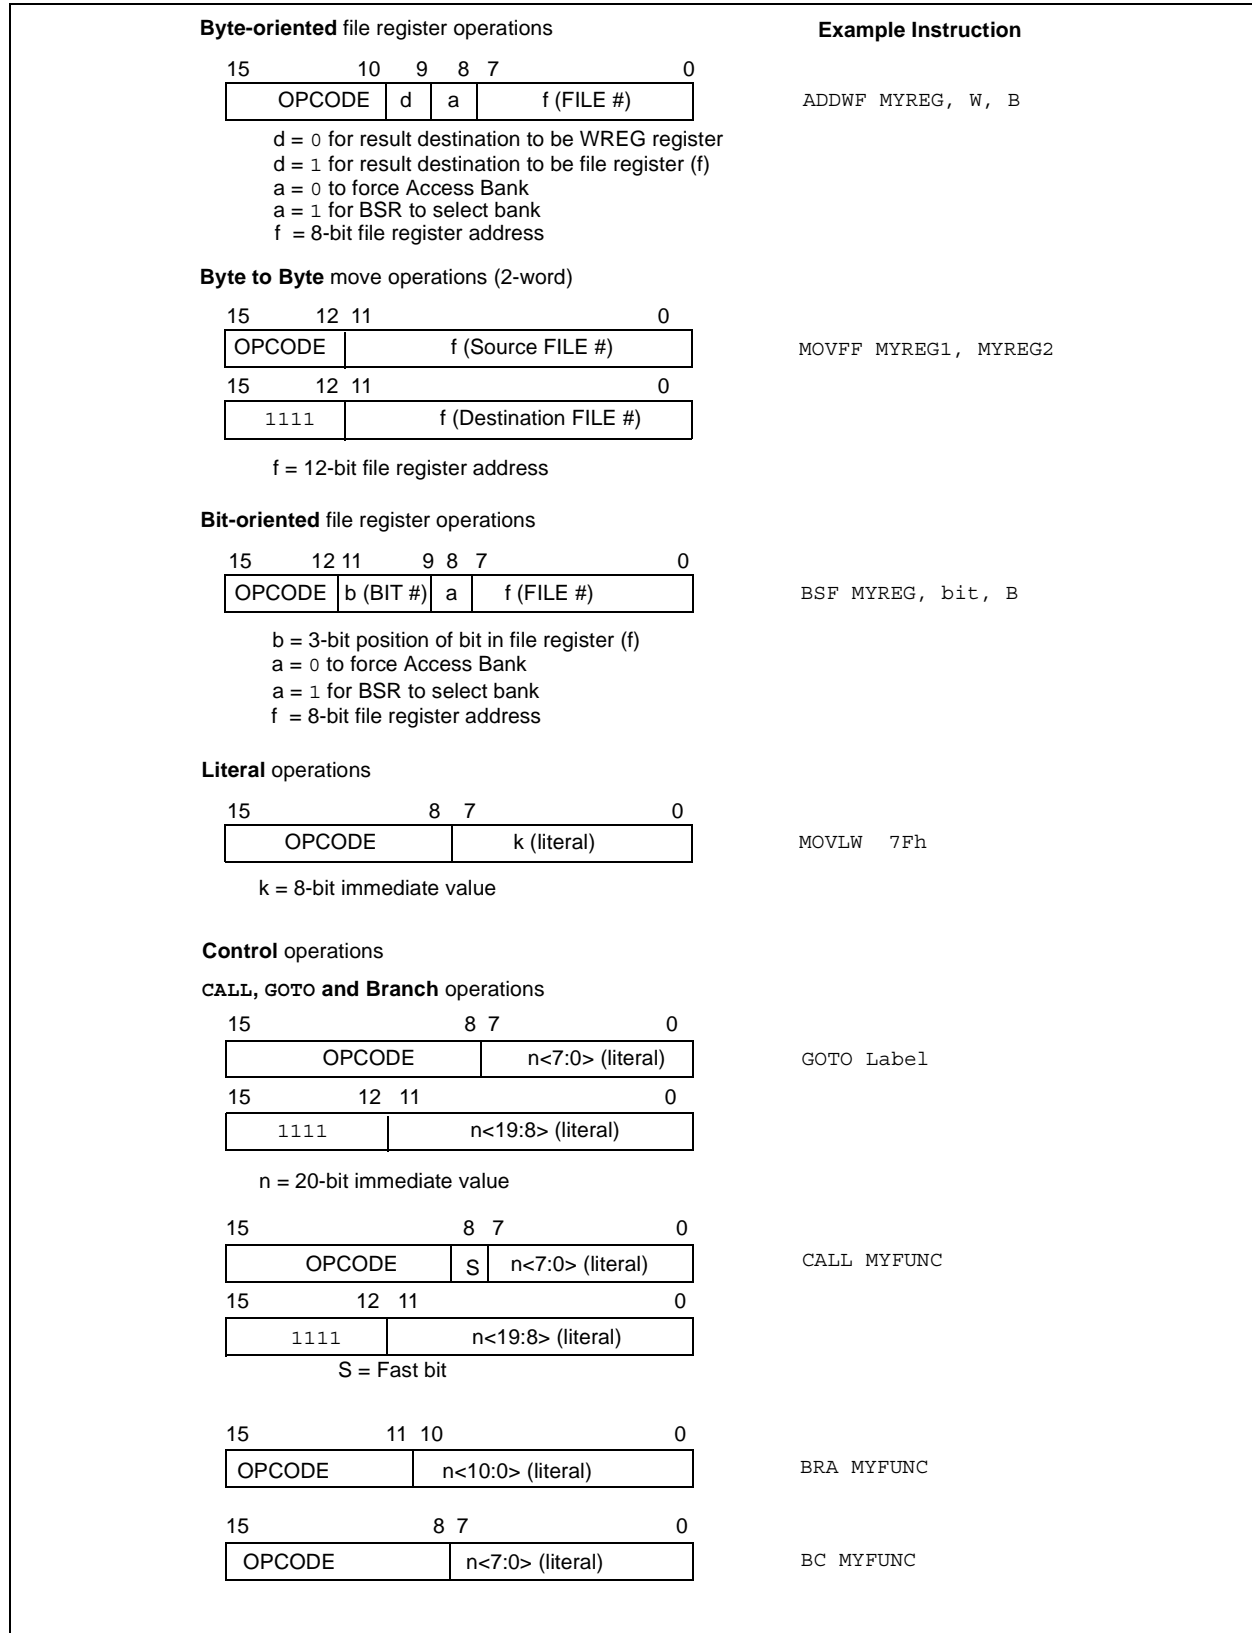 Byte-oriented file register operations Example Instruction
15 10 9 8 7 0
OPCODE d a f (FILE #) ADDWF MYREG, W, B
d = 0 for result destination to be WREG register
d = 1 for result destination to be file register (f)
a = 0 to force Access Bank
a = 1 for BSR to select bank
f = 8-bit file register address
Byte to Byte move operations (2-word)
15 12 11 0
OPCODE f (Source FILE #) MOVFF MYREG1, MYREG2
15 12 11 0
1111 f (Destination FILE #)
f = 12-bit file register address
Bit-oriented file register operations
15 12 11 9 8 7 0
OPCODE b (BIT #) a f (FILE #) BSF MYREG, bit, B
b = 3-bit position of bit in file register (f)
a = 0 to force Access Bank
a = 1 for BSR to select bank
f = 8-bit file register address
Literal operations
15 8 7 0
OPCODE k (literal) MOVLW 7Fh
k = 8-bit immediate value
Control operations
CALL, GOTO and Branch operations
15 8 7 0
OPCODE n<7:0> (literal) GOTO Label
15 12 11 0
1111 n<19:8> (literal)
n = 20-bit immediate value
15 8 7 0
OPCODE S n<7:0> (literal) CALL MYFUNC
15 12 11 0
1111 n<19:8> (literal)
S = Fast bit
15 11 10 0
OPCODE n<10:0> (literal) BRA MYFUNC
15 8 7 0
OPCODE n<7:0> (literal) BC MYFUNC